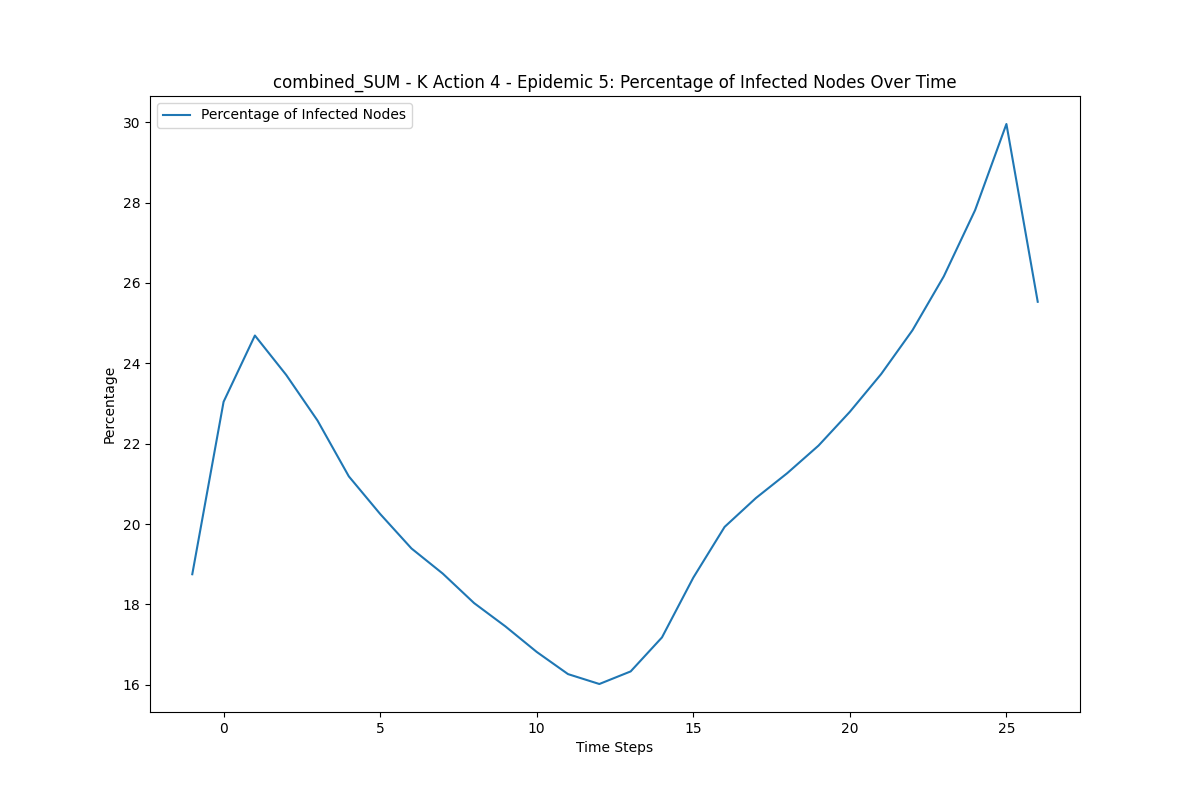 combined_SUM - K Action 4 - Epidemic 5: Percentage of Infected Nodes Over Time
Percentage of Infected Nodes
30
28
26
24
22
20
18
16
Percentage
0 5 10 15 20 25
Time Steps